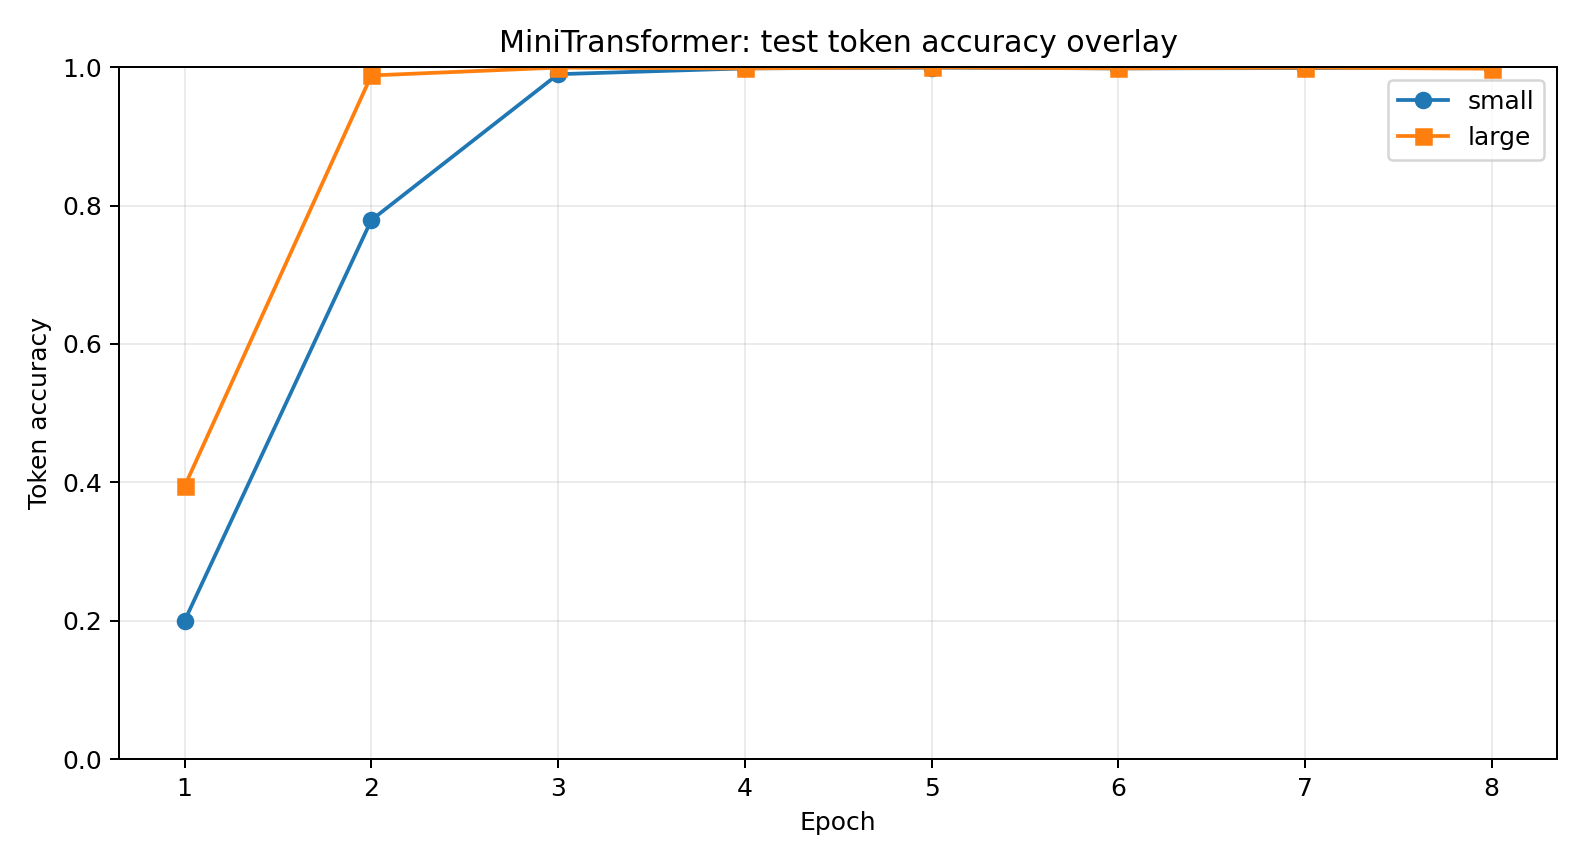 MiniTransformer: test token accuracy overlay
1.0
0.8
0.6
0.4
0.2
0.0
Token accuracy
small
large
1 2 3 4 5 6 7 8
Epoch